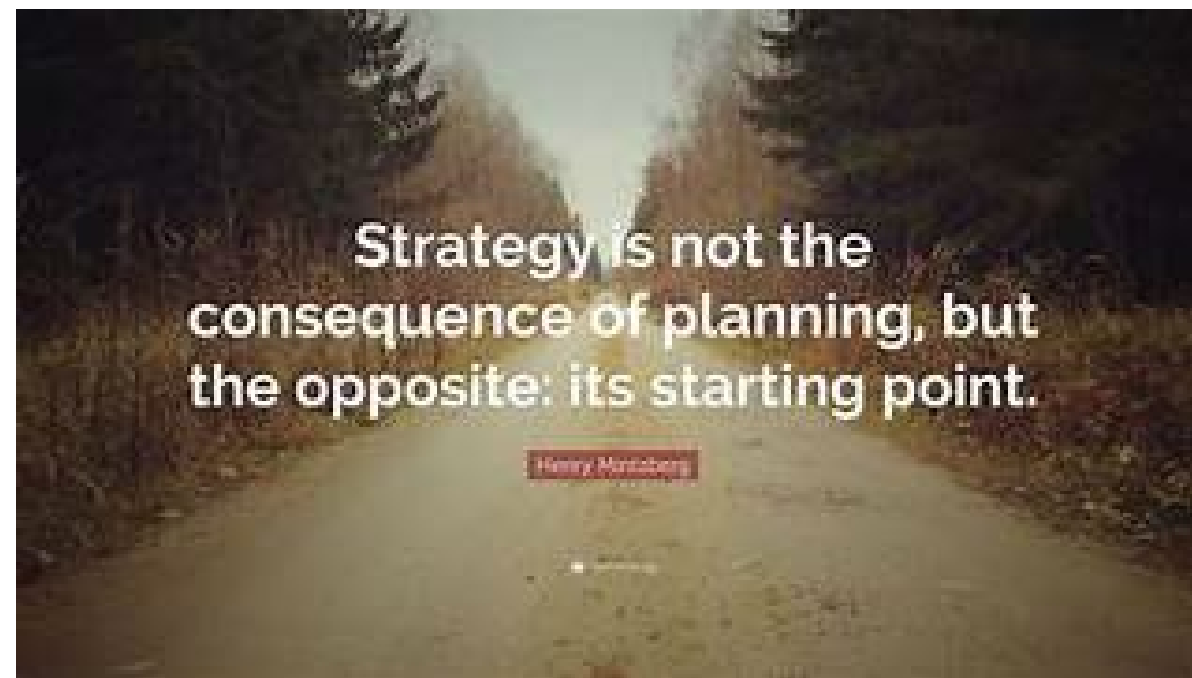 Strategy is not the
consequence of planning, but
the opposite: its starting point.
Henry Mintzberg